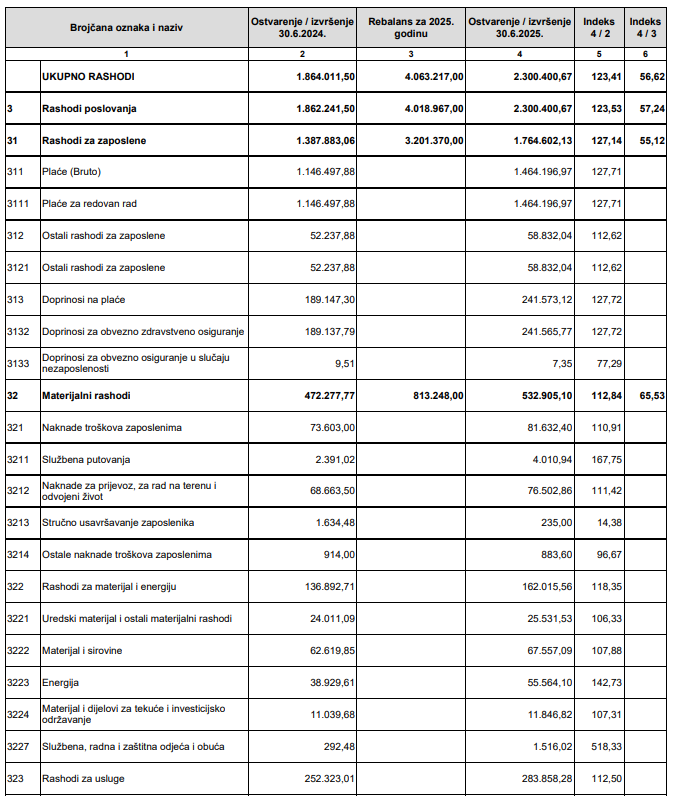 Brojčana oznaka i naziv Ostvarenje / izvršenje 30.6.2024. Rebalans za 2025. godinu Ostvarenje / izvršenje 30.6.2025. Indeks 4 / 2 Indeks 4 / 3
1 2 3 4 5 6
UKUPNO RASHODI 1.864.011,50 4.063.217,00 2.300.400,67 123,41 56,62
3 Rashodi poslovanja 1.862.241,50 4.018.967,00 2.300.400,67 123,53 57,24
31 Rashodi za zaposlene 1.387.883,06 3.201.370,00 1.764.602,13 127,14 55,12
311 Plaće (Bruto) 1.146.497,88 1.464.196,97 127,71
3111 Plaće za redovan rad 1.146.497,88 1.464.196,97 127,71
312 Ostali rashodi za zaposlene 52.237,88 58.832,04 112,62
3121 Ostali rashodi za zaposlene 52.237,88 58.832,04 112,62
313 Doprinosi na plaće 189.147,30 241.573,12 127,72
3132 Doprinosi za obvezno zdravstveno osiguranje 189.137,79 241.565,77 127,72
3133 Doprinosi za obvezno osiguranje u slučaju nezaposlenosti 9,51 7,35 77,29
32 Materijalni rashodi 472.277,77 813.248,00 532.905,10 112,84 65,53
321 Naknade troškova zaposlenima 73.603,00 81.632,40 110,91
3211 Službena putovanja 2.391,02 4.010,94 167,75
3212 Naknade za prijevoz, za rad na terenu i odvojeni život 68.663,50 76.502,86 111,42
3213 Stručno usavršavanje zaposlenika 1.634,48 235,00 14,38
3214 Ostale naknade troškova zaposlenima 914,00 883,60 96,67
322 Rashodi za materijal i energiju 136.892,71 162.015,56 118,35
3221 Uredski materijal i ostali materijalni rashodi 24.011,09 25.531,53 106,33
3222 Materijal i sirovine 62.619,85 67.557,09 107,88
3223 Energija 38.929,61 55.564,10 142,73
3224 Materijal i dijelovi za tekuće i investicijsko održavanje 11.039,68 11.846,82 107,31
3227 Službena, radna i zaštitna odjeća i obuća 292,48 1.516,02 518,33
323 Rashodi za usluge 252.323,01 283.858,28 112,50